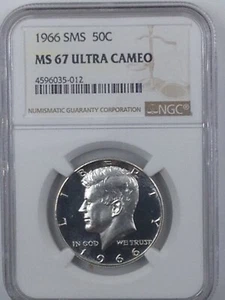 1966 SMS 50C
MS 67 ULTRA CAMEO
4596035-012
NUMISMATIC GUARANTY CORPORATION
NGC
LIBERTY
IN GOD WE TRUST
1966